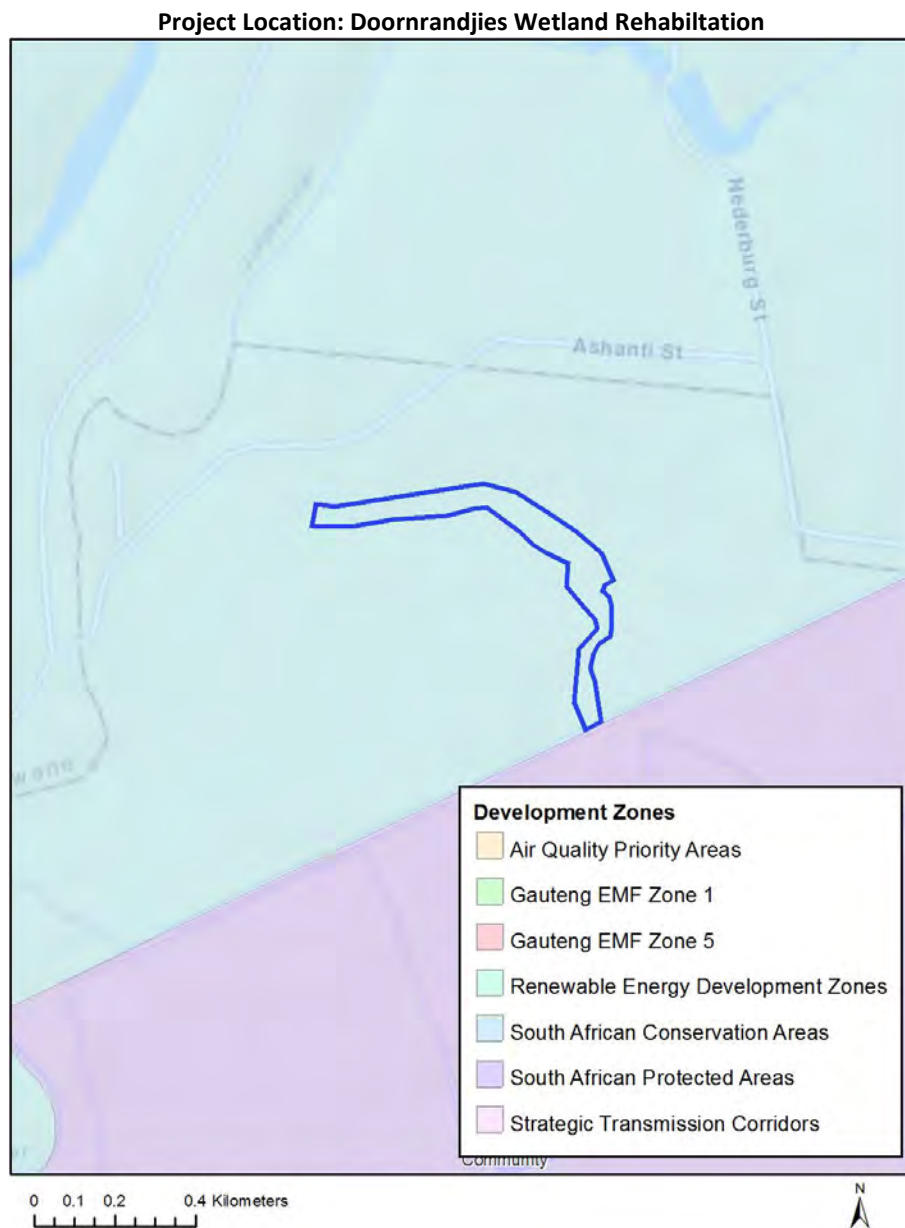 Project Location: Doornrandjies Wetland Rehabiltation
Hederburg St
Ashanti St
Development Zones
Air Quality Priority Areas
Gauteng EMF Zone 1
Gauteng EMF Zone 5
Renewable Energy Development Zones
South African Conservation Areas
South African Protected Areas
Strategic Transmission Corridors
Community
0 0.1 0.2 0.4 Kilometers
N